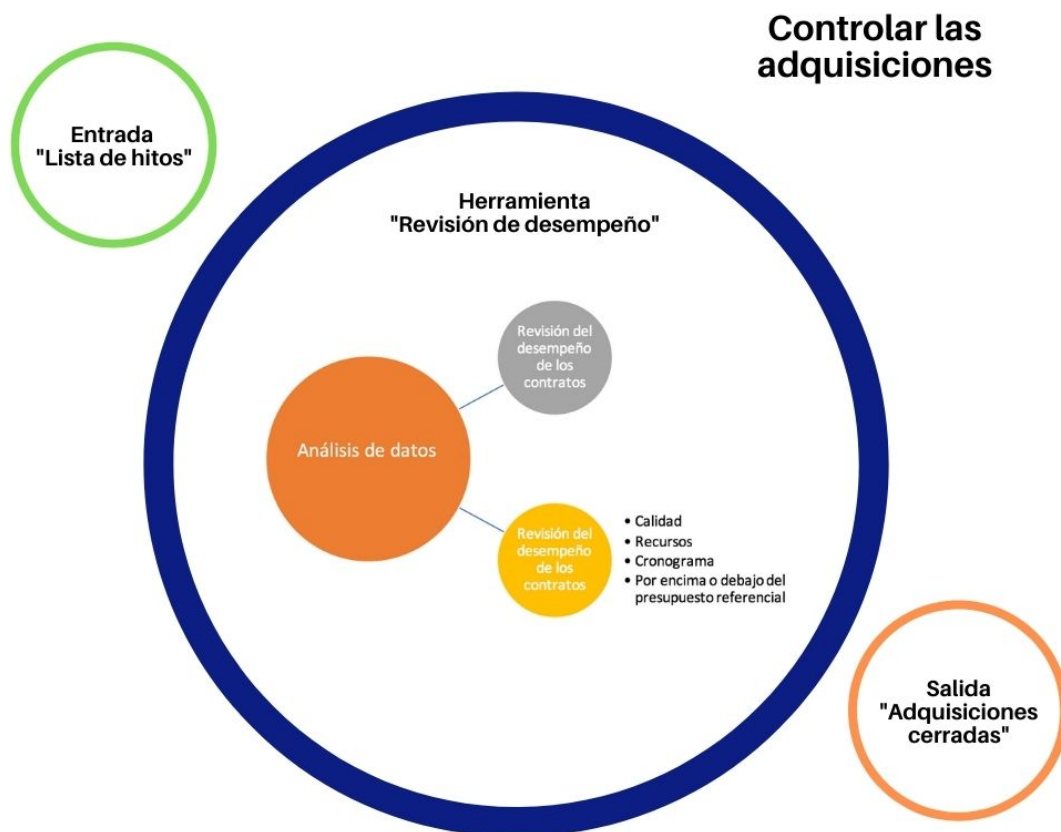 Controlar las
adquisiciones
Entrada
"Lista de hitos"
Herramienta
"Revisión de desempeño"
Análisis de datos
Revisión del
desempeño
de los
contratos
Revisión del
desempeño
de los
contratos
• Calidad
• Recursos
• Cronograma
• Por encima o debajo del
presupuesto referencial
Salida
"Adquisiciones
cerradas"